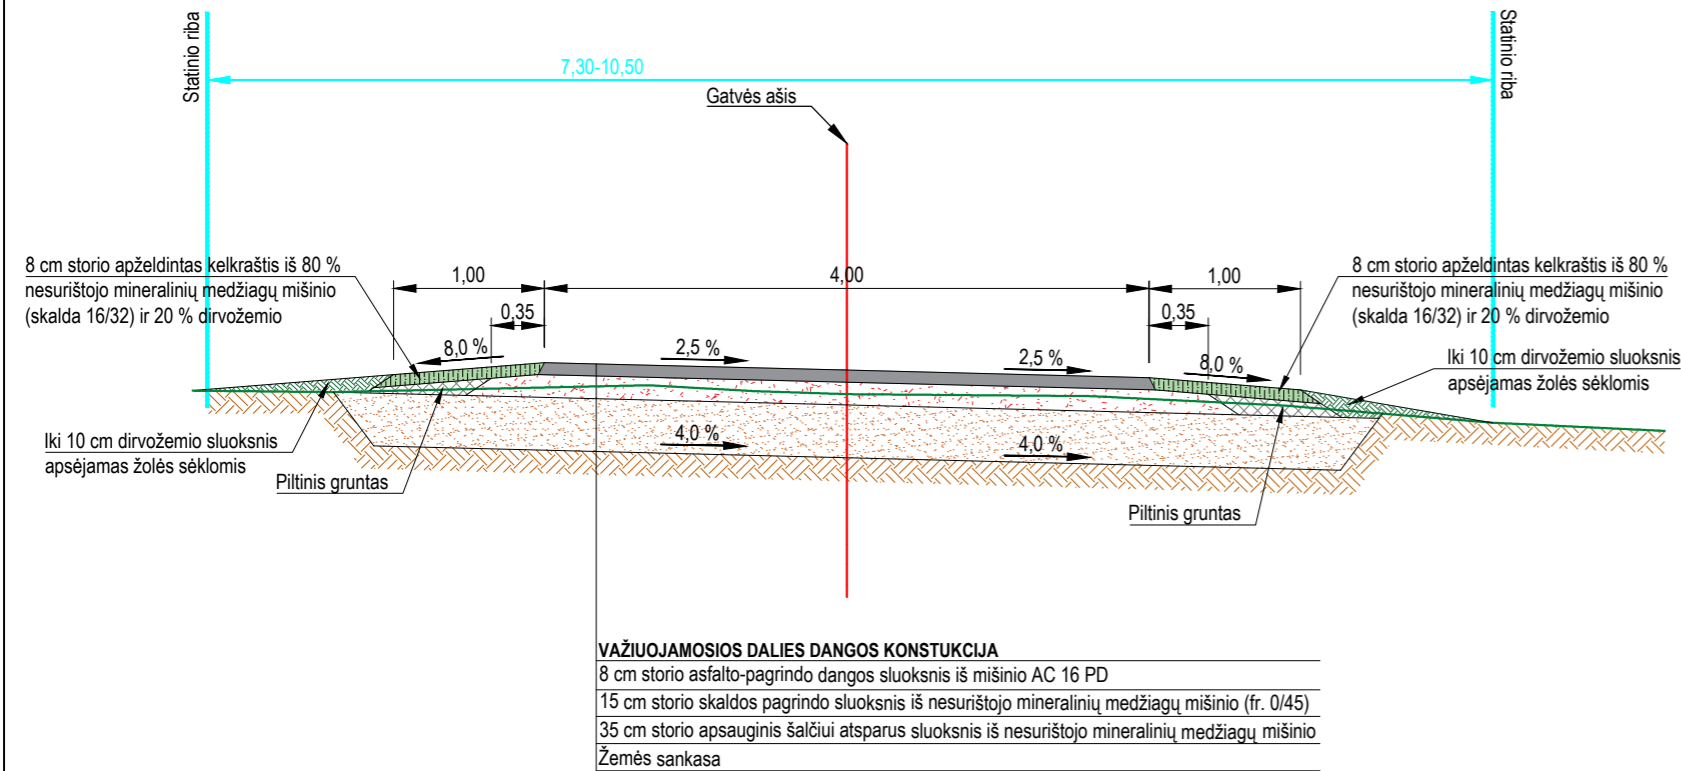 Statinio riba
Statinio riba
7,30-10,50
Gatvės ašis
8 cm storio apželdintas kelkraštis iš 80 %
nesurištojo mineralinių medžiagų mišinio
(skalda 16/32) ir 20 % dirvožemio
1,00
4,00
1,00
8 cm storio apželdintas kelkraštis iš 80 %
nesurištojo mineralinių medžiagų mišinio
(skalda 16/32) ir 20 % dirvožemio
0,35
0,35
8,0 %
2,5 %
2,5 %
8,0 %
Iki 10 cm dirvožemio sluoksnis
apsėjamas žolės sėklomis
Iki 10 cm dirvožemio sluoksnis
apsėjamas žolės sėklomis
4,0 %
4,0 %
Piltinis gruntas
Piltinis gruntas
VAŽIUOJAMOSIOS DALIES DANGOS KONSTUKCIJA
8 cm storio asfalto-pagrindo dangos sluoksnis iš mišinio AC 16 PD
15 cm storio skaldos pagrindo sluoksnis iš nesurištojo mineralinių medžiagų mišinio (fr. 0/45)
35 cm storio apsauginis šalčiui atsparus sluoksnis iš nesurištojo mineralinių medžiagų mišinio
Žemės sankasa